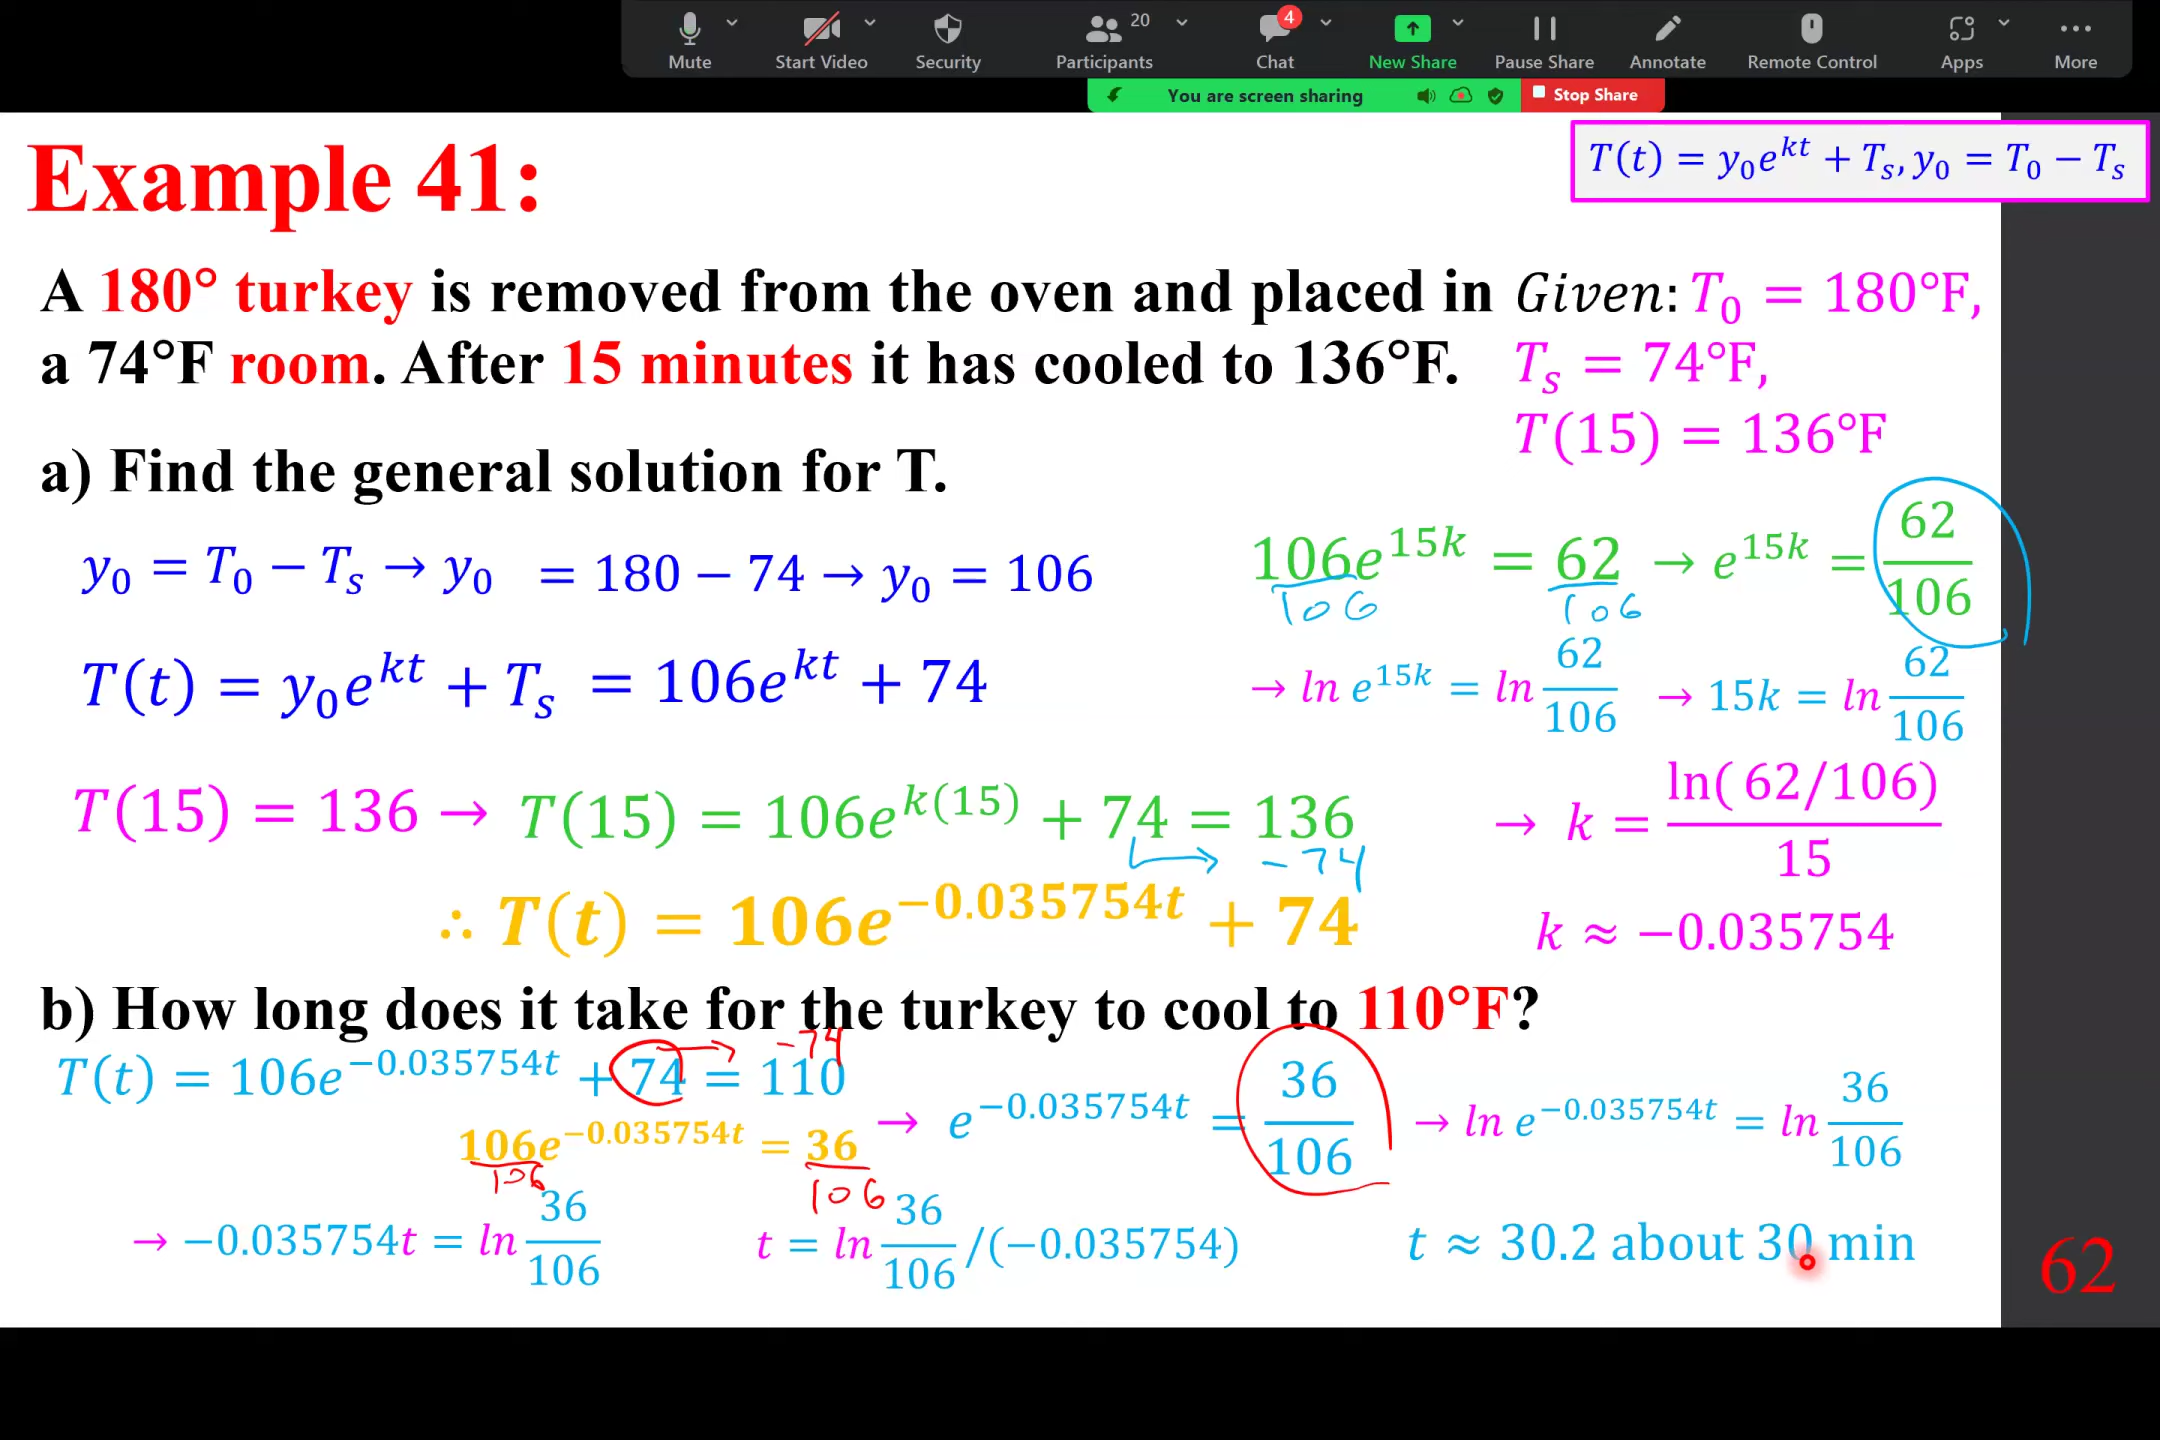 Mute Start Video Security Participants 20 Chat 4 New Share Pause Share Annotate Remote Control Apps More
You are screen sharing Stop Share
Example 41:
T(t) = y₀e^{kt} + Tₛ, y₀ = T₀ − Tₛ
A 180° turkey is removed from the oven and placed in
a 74°F room. After 15 minutes it has cooled to 136°F.
Given: T₀ = 180°F,
Tₛ = 74°F,
T(15) = 136°F
a) Find the general solution for T.
y₀ = T₀ − Tₛ → y₀ = 180 − 74 → y₀ = 106
T(t) = y₀e^{kt} + Tₛ = 106e^{kt} + 74
T(15) = 136 → T(15) = 106e^{k(15)} + 74 = 136
−74
106e^{15k} = 62 → e^{15k} = 62/106
106 106
→ ln e^{15k} = ln 62/106 → 15k = ln 62/106
→ k = ln( 62/106)/15
k ≈ −0.035754
∴ T(t) = 106e^{−0.035754t} + 74
b) How long does it take for the turkey to cool to 110°F?
−74
T(t) = 106e^{−0.035754t} + 74 = 110
106e^{−0.035754t} = 36 → e^{−0.035754t} = 36/106 → ln e^{−0.035754t} = ln 36/106
106 106
→ −0.035754t = ln 36/106 t = ln 36/106 /(−0.035754) t ≈ 30.2 about 30 min
62